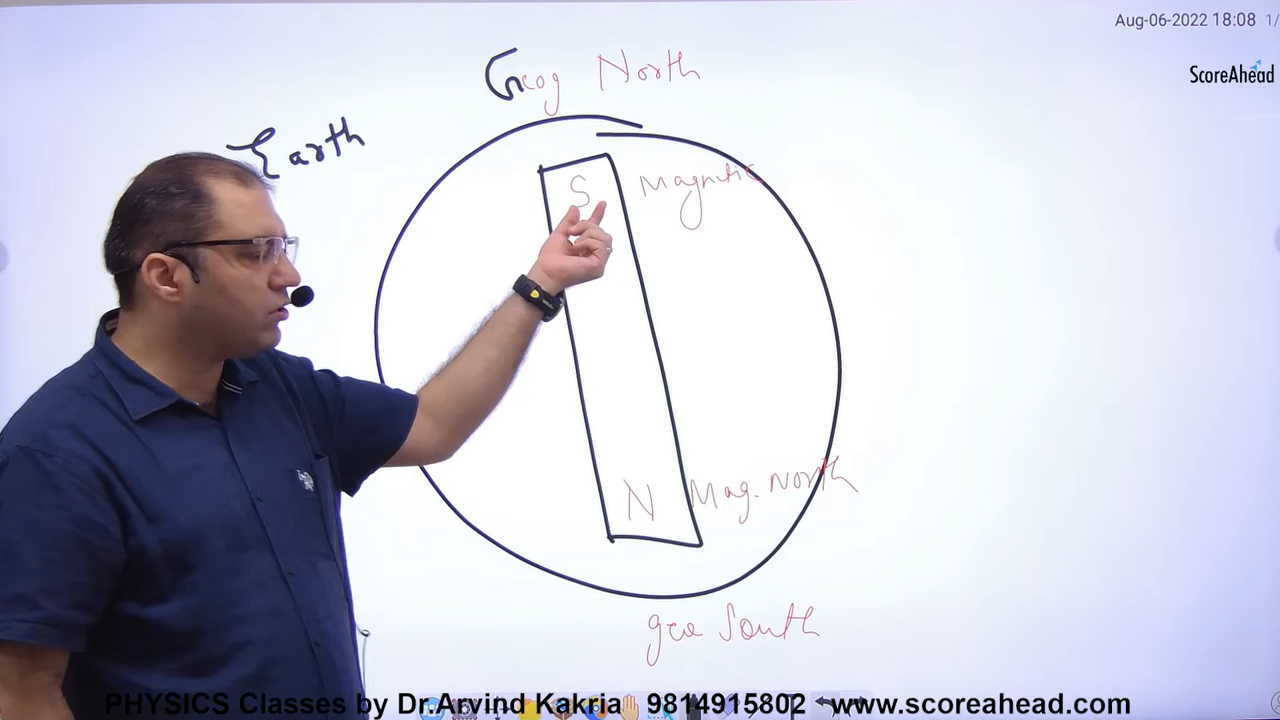 Aug-06-2022 18:08 1/
ScoreAhead
Geog North
Earth
S
Magnetic
N Mag. North
geo South
PHYSICS Classes by Dr.Arvind Kakria 9814915802 www.scoreahead.com